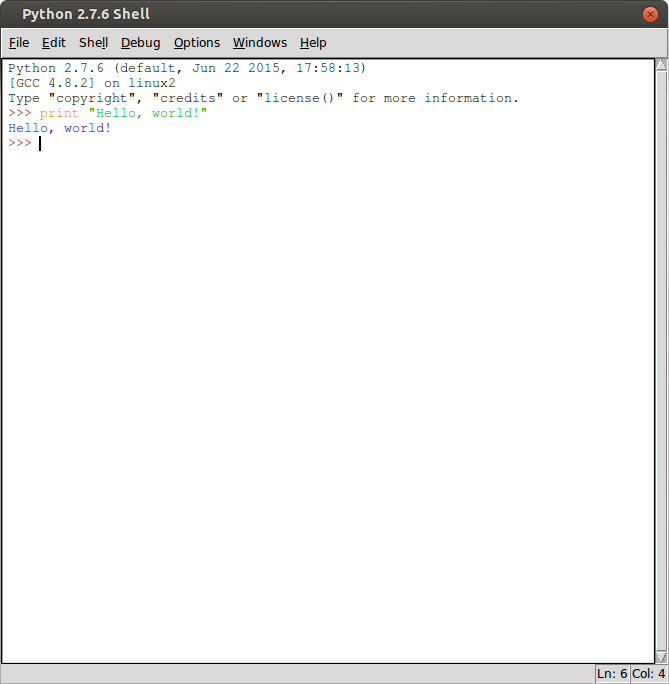 Python 2.7.6 Shell
File Edit Shell Debug Options Windows Help
Python 2.7.6 (default, Jun 22 2015, 17:58:13)
[GCC 4.8.2] on linux2
Type "copyright", "credits" or "license()" for more information.
>>> print "Hello, world!"
Hello, world!
>>>
Ln: 6 Col: 4